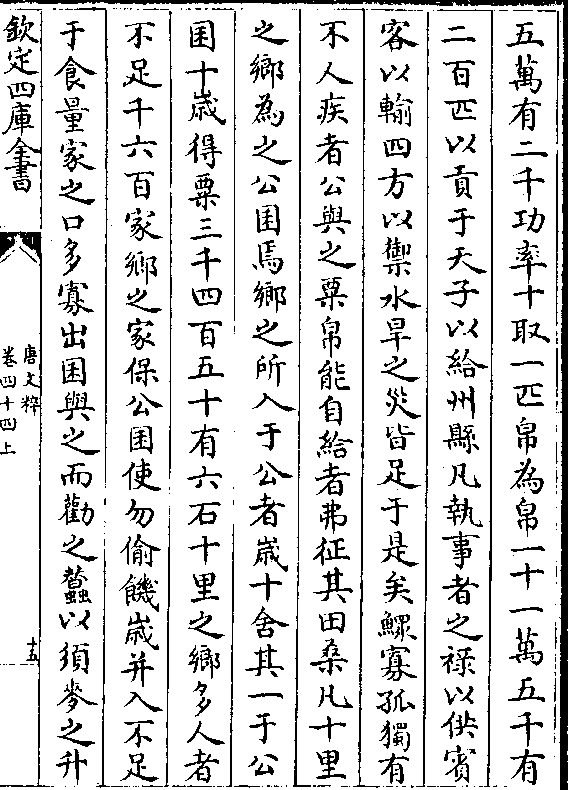 五萬有二千功率十取一匹帛為帛一十一萬五千有
二百匹以貢于天子以給州縣凡執事者之祿以供賓
客以輸四方以禦水旱之災皆足于是矣鰥寡孤獨有
不人疾者公與之粟帛能自給者弗征其田桑凡十里
之鄉為之公囷焉鄉之所入于公者歲十舍其一于公
囷十歲得粟三千四百五十有六石十里之鄉多人者
不足千六百家鄉之家保公囷使勿偷饑歲并入不足
于食量家之口多寡出囷與之而勸之蠶以須麥之升
欽定四庫全書
唐文粹
卷四十四上
十五